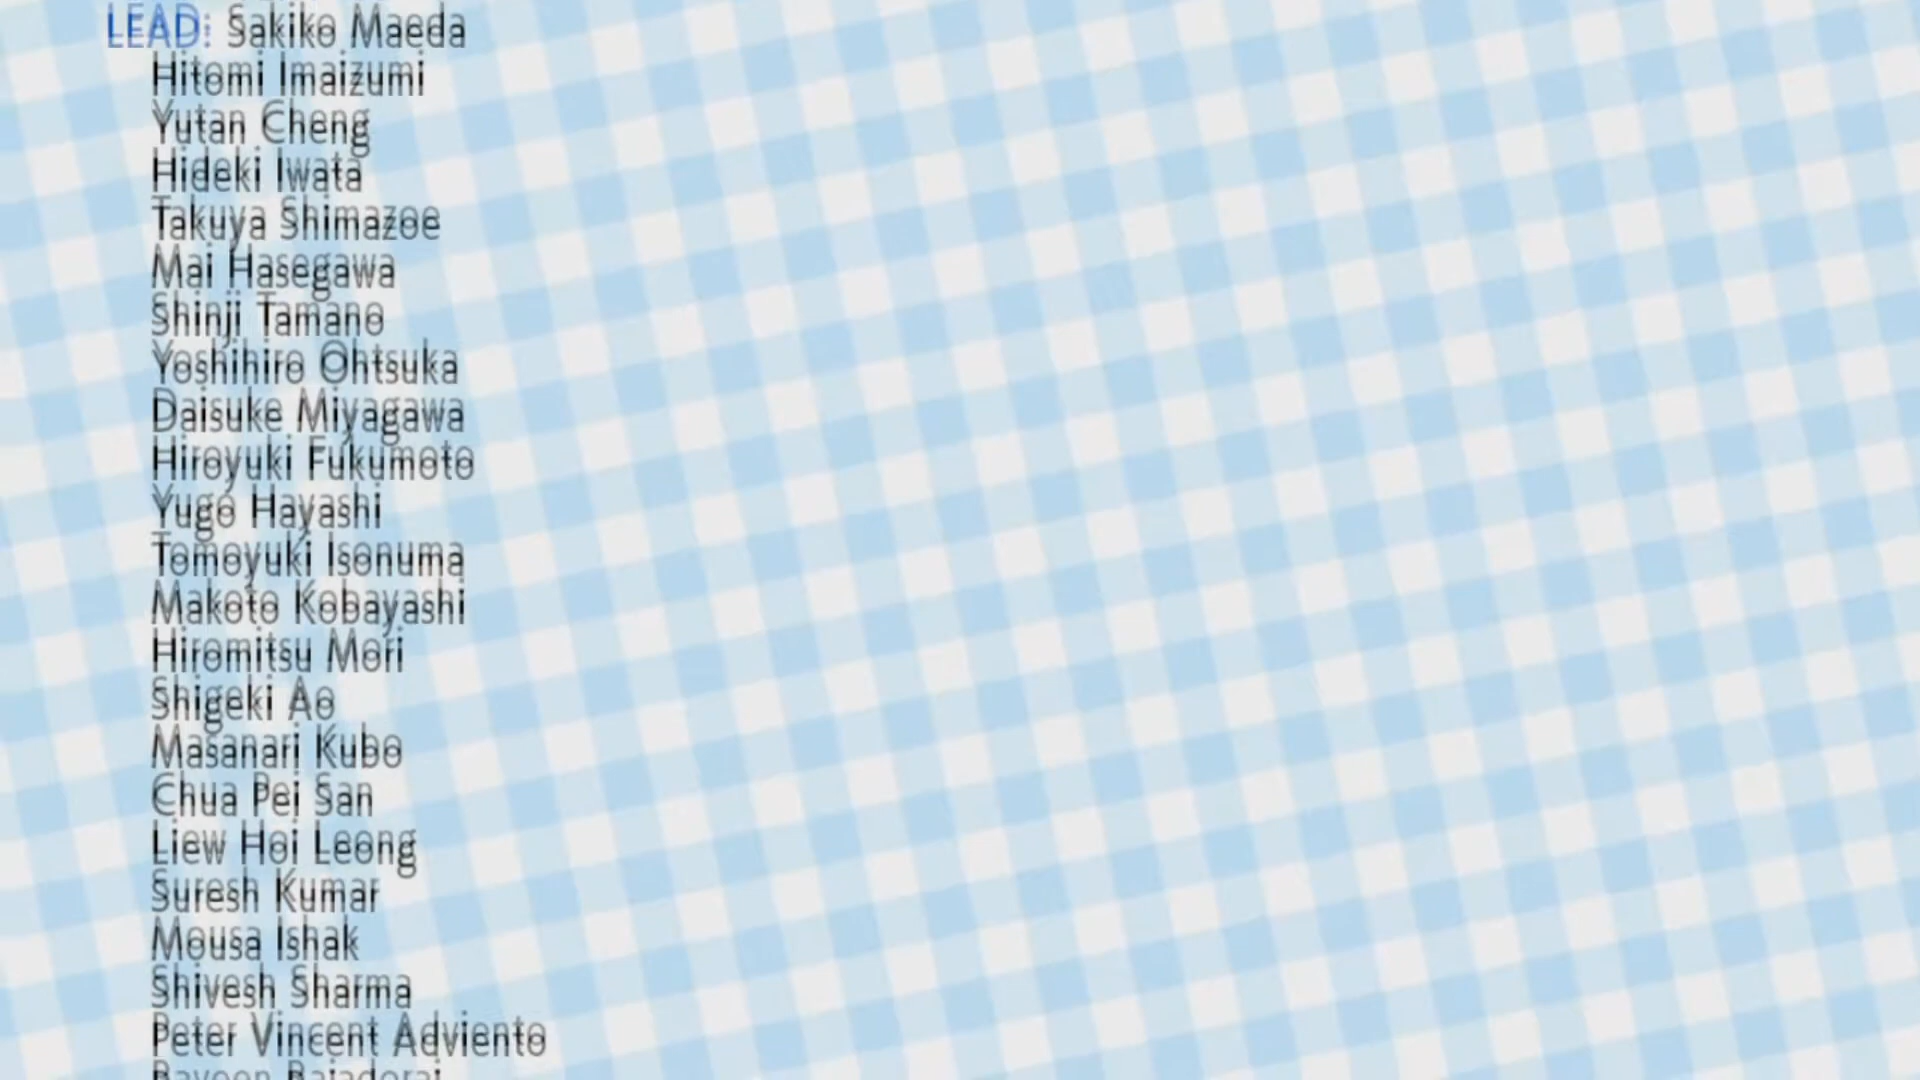 LEAD: Sakiko Maeda
Hitomi Imaizumi
Yutan Cheng
Hideki Iwata
Takuya Shimazoe
Mai Hasegawa
Shinji Tamano
Yoshihiro Ohtsuka
Daisuke Miyagawa
Hiroyuki Fukumoto
Yugo Hayashi
Tomoyuki Isonuma
Makoto Kobayashi
Hiromitsu Mori
Shigeki Ao
Masanari Kubo
Chua Pei San
Liew Hoi Leong
Suresh Kumar
Mousa Ishak
Shivesh Sharma
Peter Vincent Adviento